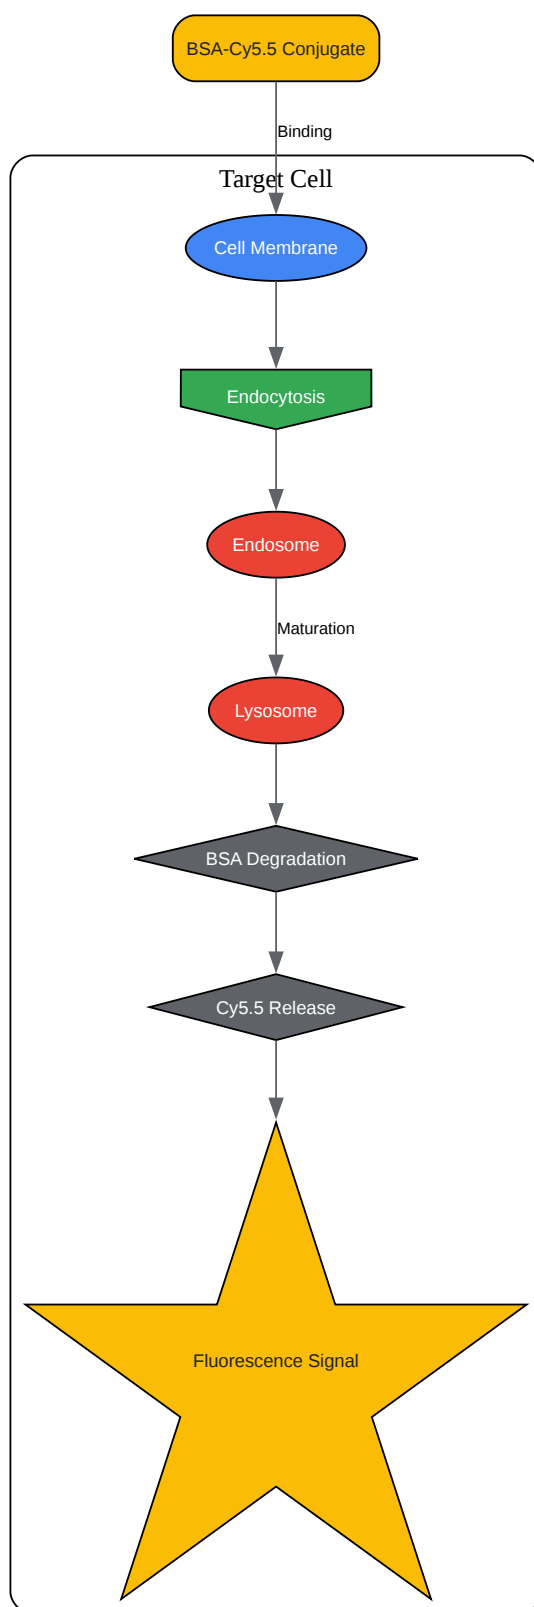 BSA-Cy5.5 Conjugate
Binding
Target Cell
Cell Membrane
Endocytosis
Endosome
Maturation
Lysosome
BSA Degradation
Cy5.5 Release
Fluorescence Signal